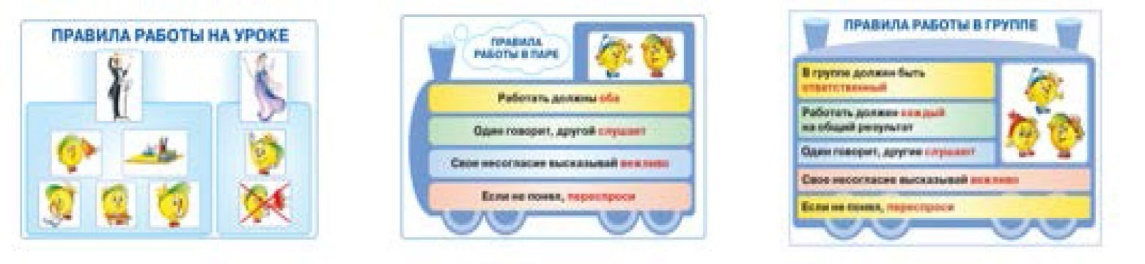 ПРАВИЛА РАБОТЫ НА УРОКЕ
ПРАВИЛА
РАБОТЫ В ПАРЕ
Работать должны оба
Один говорит, другой слушает
Свое несогласие высказывай вежливо
Если не понял, переспроси
ПРАВИЛА РАБОТЫ В ГРУППЕ
В группе должен быть
ответственный
Работать должен каждый
на общий результат
Один говорит, другие слушают
Свое несогласие высказывай вежливо
Если не понял, переспроси